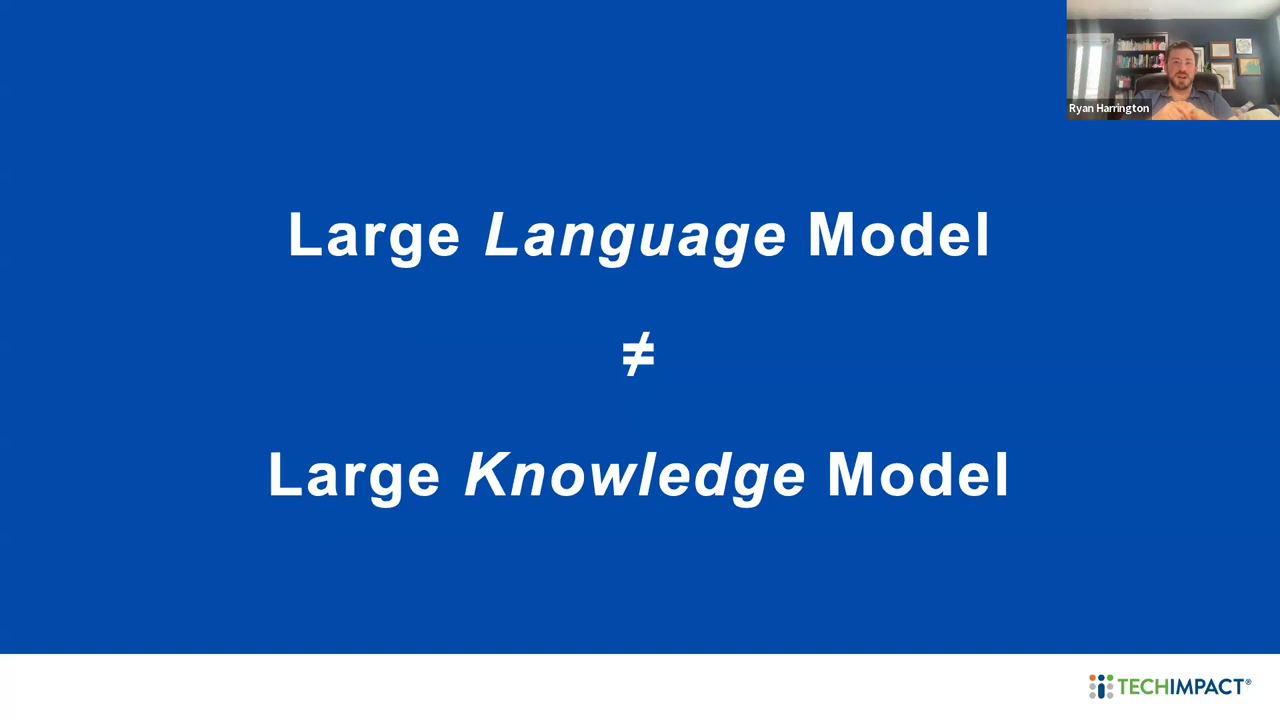 Ryan Harrington
Large Language Model
≠
Large Knowledge Model
TECHIMPACT®